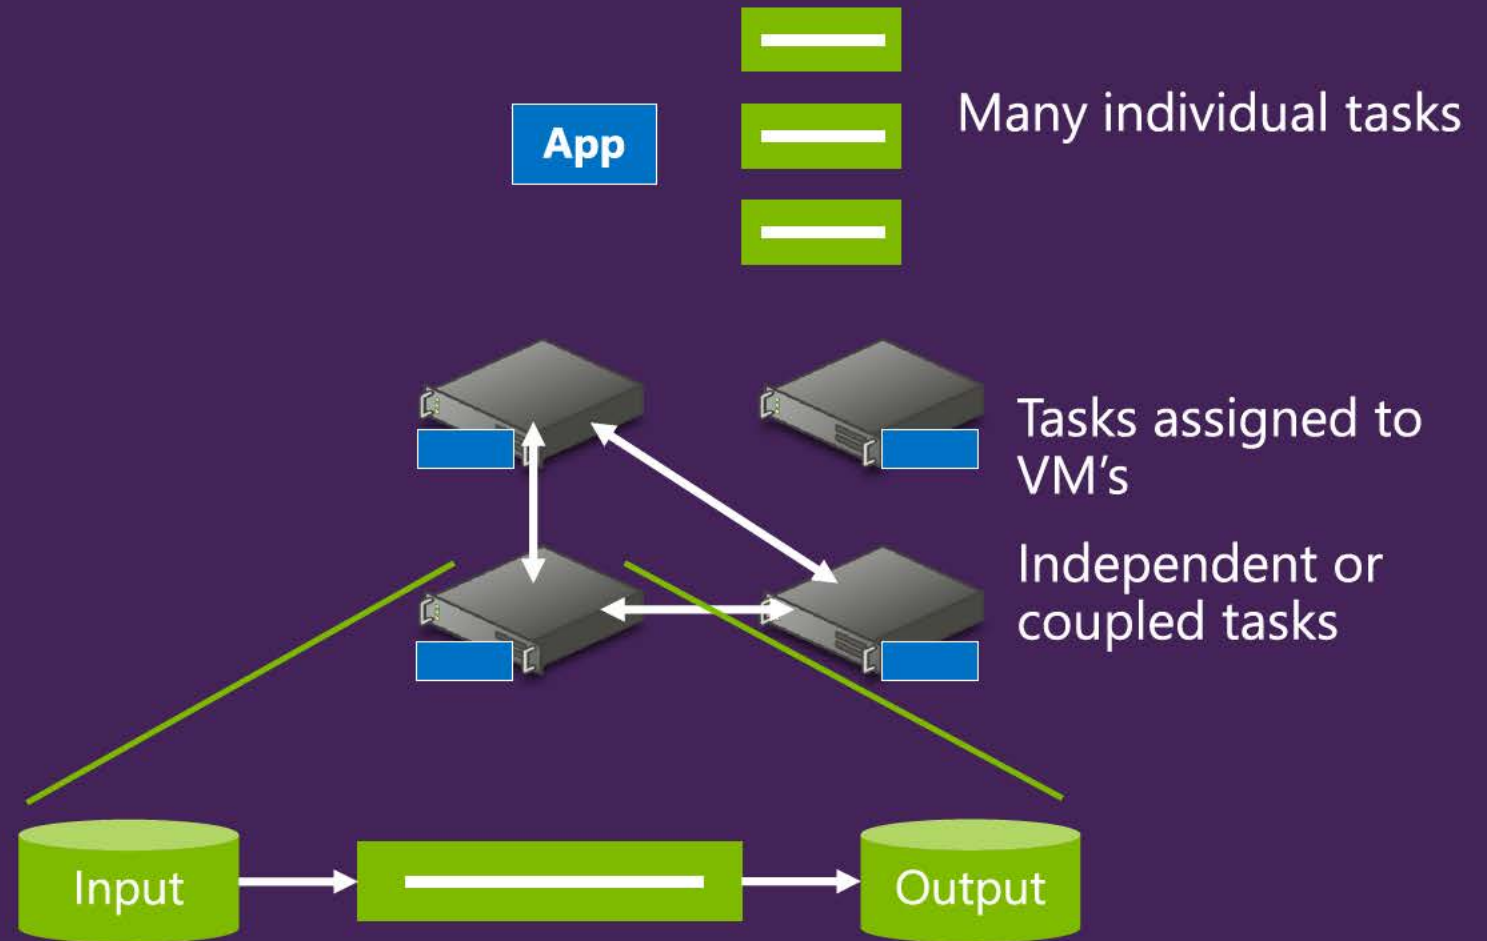 Many individual tasks
App
Tasks assigned to
VM’s
Independent or
coupled tasks
Input
Output